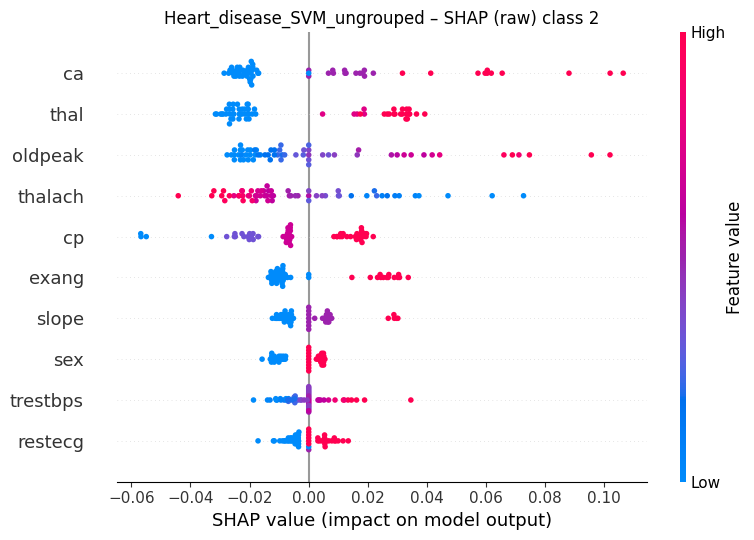 Heart_disease_SVM_ungrouped – SHAP (raw) class 2
High
ca
thal
oldpeak
thalach
cp
exang
slope
sex
trestbps
restecg
Feature value
Low
−0.06 −0.04 −0.02 0.00 0.02 0.04 0.06 0.08 0.10
SHAP value (impact on model output)